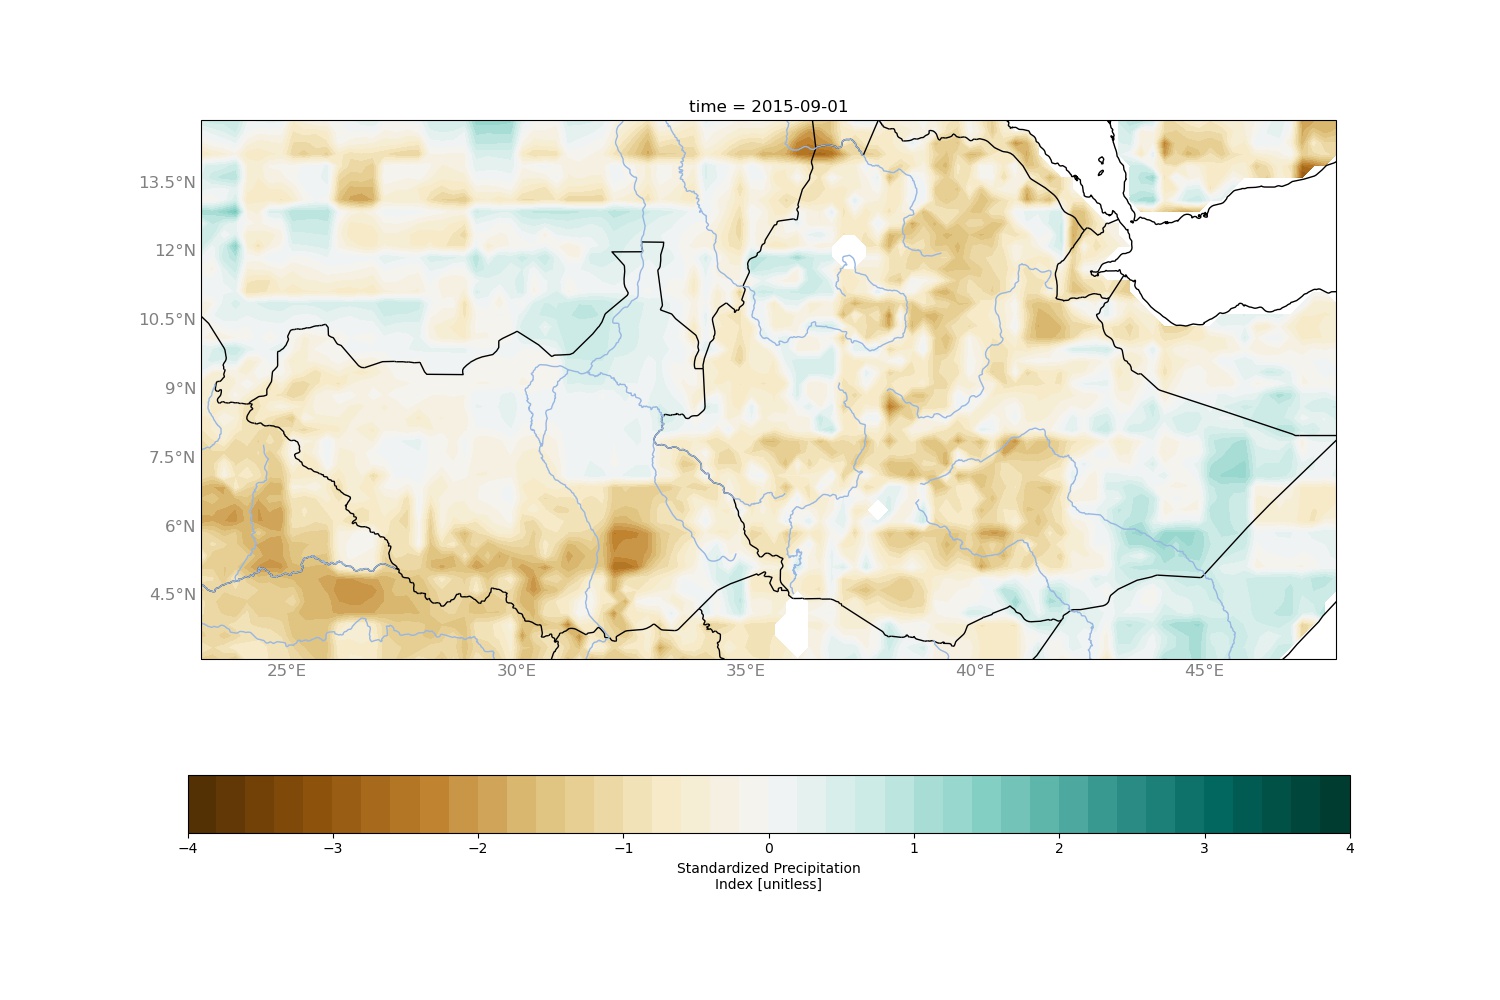 time = 2015-09-01
13.5°N
12°N
10.5°N
9°N
7.5°N
6°N
4.5°N
25°E 30°E 35°E 40°E 45°E
−4 −3 −2 −1 0 1 2 3 4
Standardized Precipitation
Index [unitless]